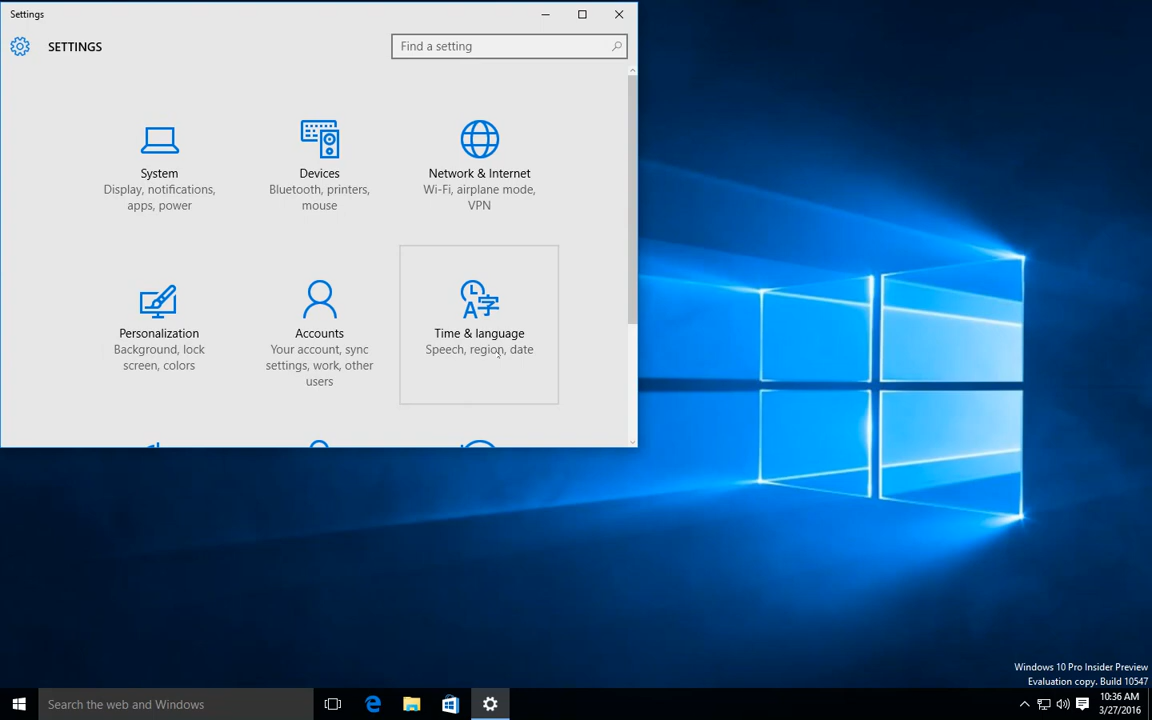 Settings
SETTINGS
Find a setting
System
Display, notifications,
apps, power
Devices
Bluetooth, printers,
mouse
Network & Internet
Wi-Fi, airplane mode,
VPN
Personalization
Background, lock
screen, colors
Accounts
Your account, sync
settings, work, other
users
A字
Time & language
Speech, region, date
Windows 10 Pro Insider Preview
Evaluation copy. Build 10547
Search the web and Windows
10:36 AM
3/27/2016